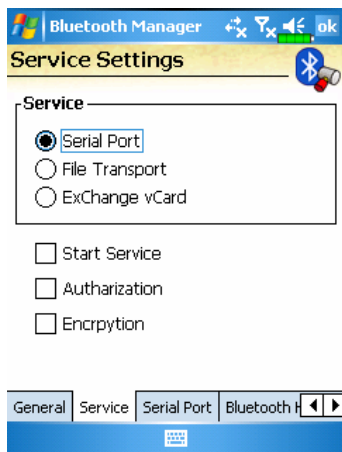 Bluetooth Manager ok
Service Settings
Service
Serial Port
File Transport
ExChange vCard
Start Service
Autharization
Encrpytion
General Service Serial Port Bluetooth H